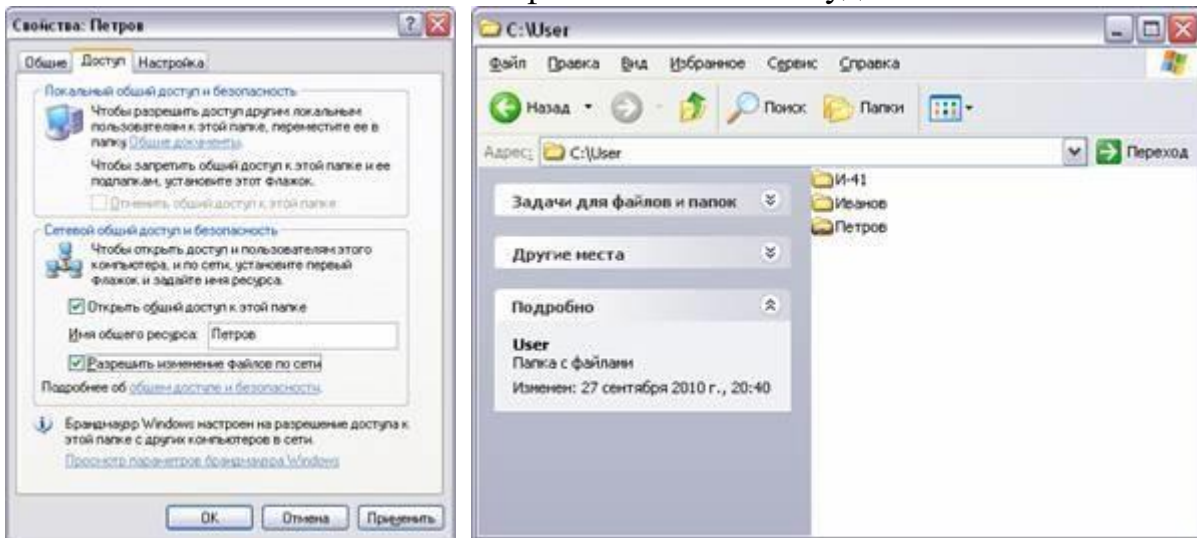 Свойства: Петров
Общие Доступ Настройка
Локальный общий доступ и безопасность
Чтобы разрешить доступ другим локальным
пользователям к этой папке, переместите ее в
папку Общие документы.
Чтобы запретить общий доступ к этой папке и ее
подпапкам, установите этот флажок.
Отменить общий доступ к этой папке
Сетевой общий доступ и безопасность
Чтобы открыть доступ и пользователям этого
компьютера, и по сети, установите первый
флажок и задайте имя ресурса.
Открыть общий доступ к этой папке
Имя общего ресурса: Петров
Разрешить изменение файлов по сети
Подробнее об общем доступе и безопасности.
Брандмауэр Windows настроен на разрешение доступа к
этой папке с других компьютеров в сети.
Просмотр параметров брандмауэра Windows
ОК Отмена Применить
C:\User
Файл Правка Вид Избранное Сервис Справка
Назад Поиск Папки
Адрес: C:\User Переход
Задачи для файлов и папок
Другие места
Подробно
User
Папка с файлами
Изменен: 27 сентября 2010 г., 20:40
И-41
Иванов
Петров